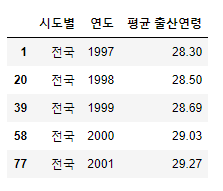 시도별 연도 평균 출산연령
1 전국 1997 28.30
20 전국 1998 28.50
39 전국 1999 28.69
58 전국 2000 29.03
77 전국 2001 29.27